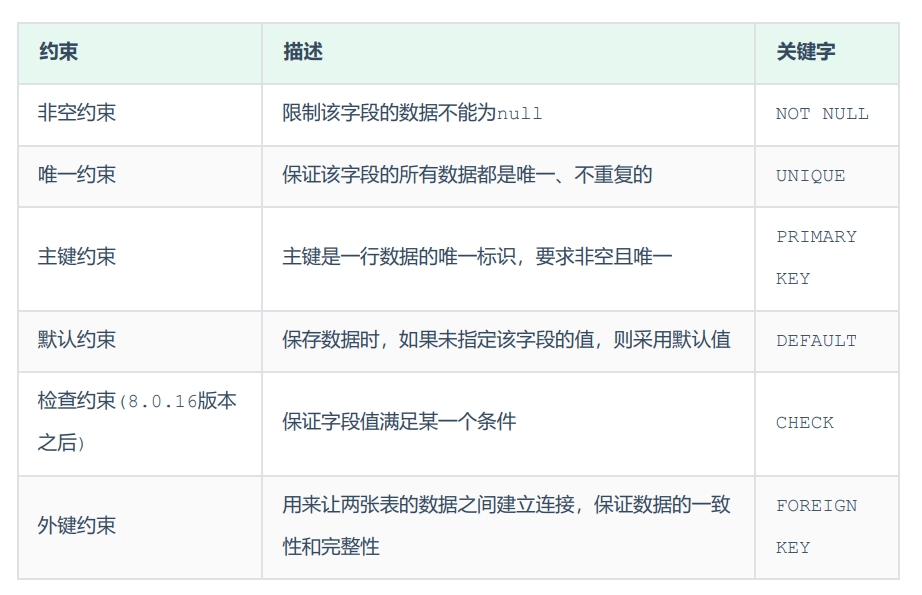 约束 描述 关键字
非空约束 限制该字段的数据不能为null NOT NULL
唯一约束 保证该字段的所有数据都是唯一、不重复的 UNIQUE
主键约束 主键是一行数据的唯一标识，要求非空且唯一 PRIMARY
KEY
默认约束 保存数据时，如果未指定该字段的值，则采用默认值 DEFAULT
检查约束(8.0.16版本
之后) 保证字段值满足某一个条件 CHECK
外键约束 用来让两张表的数据之间建立连接，保证数据的一致
性和完整性 FOREIGN
KEY